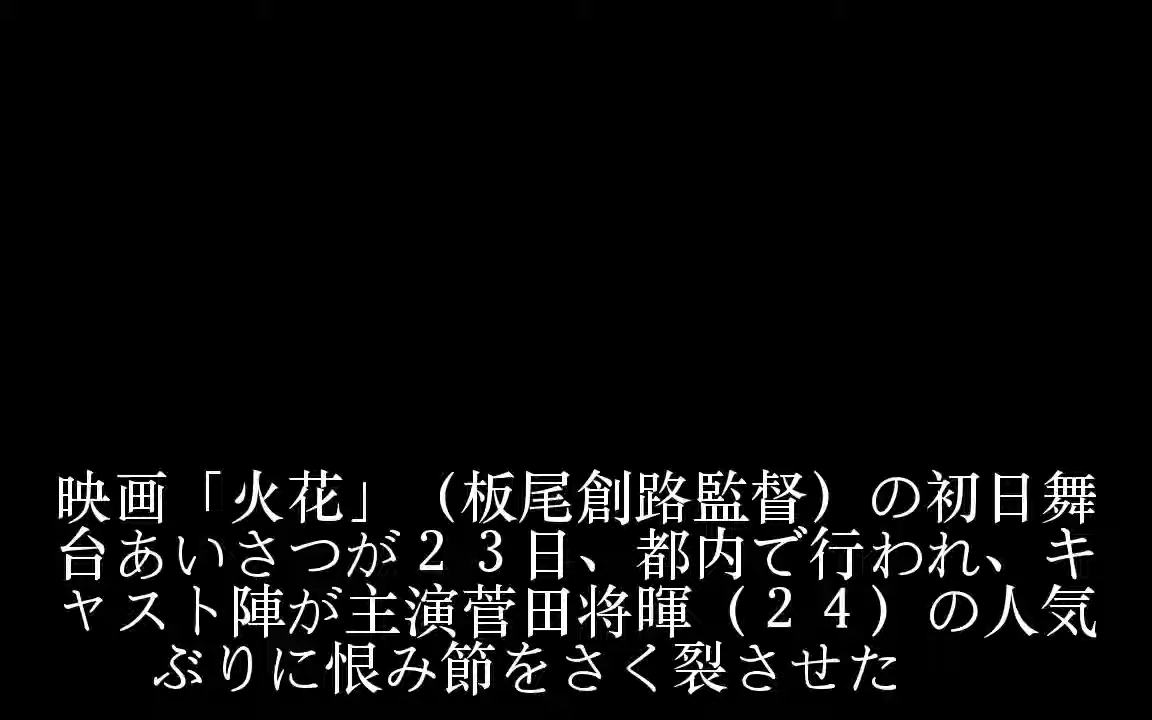 映画「火花」（板尾創路監督）の初日舞
台あいさつが２３日、都内で行われ、キ
ャスト陣が主演菅田将暉（２４）の人気
ぶりに恨み節をさく裂させた